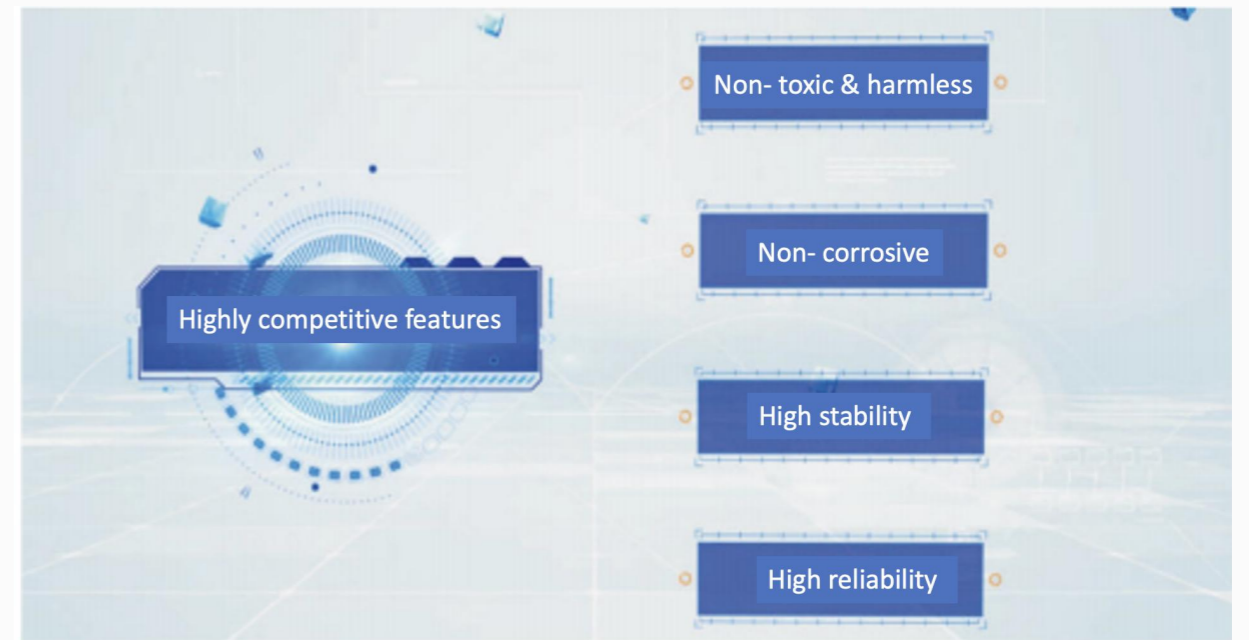 Highly competitive features
Non- toxic & harmless
Non- corrosive
High stability
High reliability